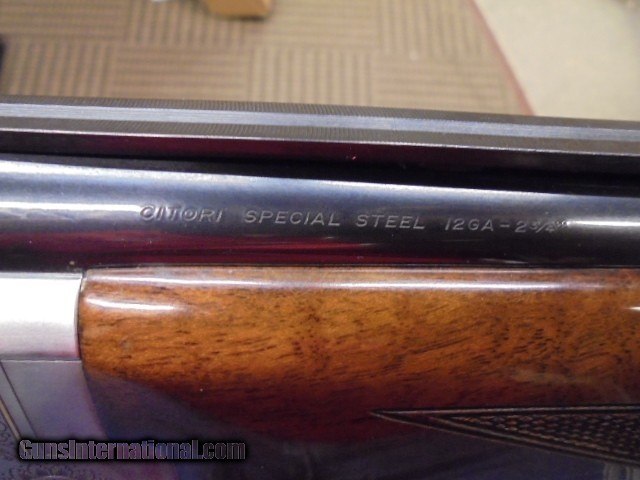 CITORI SPECIAL STEEL 12GA-2¾"
GunsInternational.com